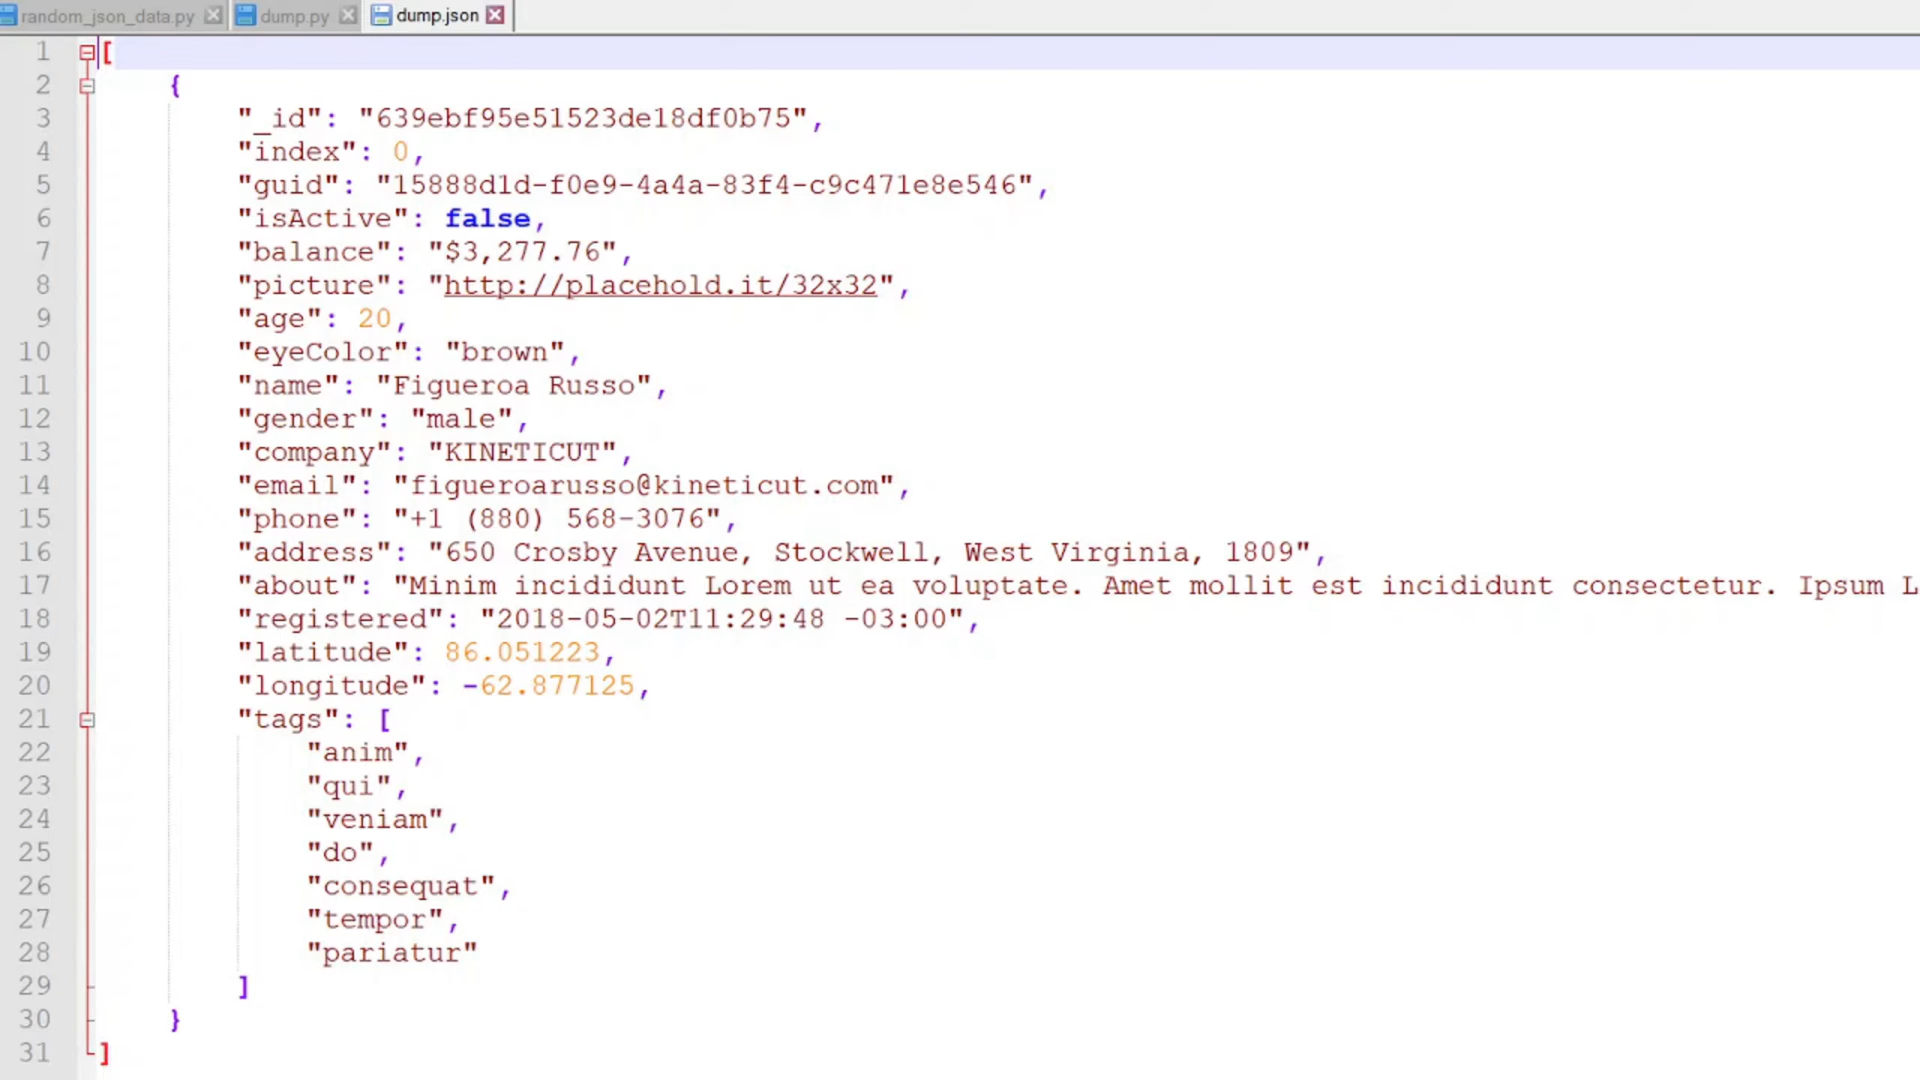 random_json_data.py dump.py dump.json
1 [
2 {
3 "_id": "639ebf95e51523de18df0b75",
4 "index": 0,
5 "guid": "15888d1d-f0e9-4a4a-83f4-c9c471e8e546",
6 "isActive": false,
7 "balance": "$3,277.76",
8 "picture": "http://placehold.it/32x32",
9 "age": 20,
10 "eyeColor": "brown",
11 "name": "Figueroa Russo",
12 "gender": "male",
13 "company": "KINETICUT",
14 "email": "figueroarusso@kineticut.com",
15 "phone": "+1 (880) 568-3076",
16 "address": "650 Crosby Avenue, Stockwell, West Virginia, 1809",
17 "about": "Minim incididunt Lorem ut ea voluptate. Amet mollit est incididunt consectetur. Ipsum L
18 "registered": "2018-05-02T11:29:48 -03:00",
19 "latitude": 86.051223,
20 "longitude": -62.877125,
21 "tags": [
22 "anim",
23 "qui",
24 "veniam",
25 "do",
26 "consequat",
27 "tempor",
28 "pariatur"
29 ]
30 }
31 ]